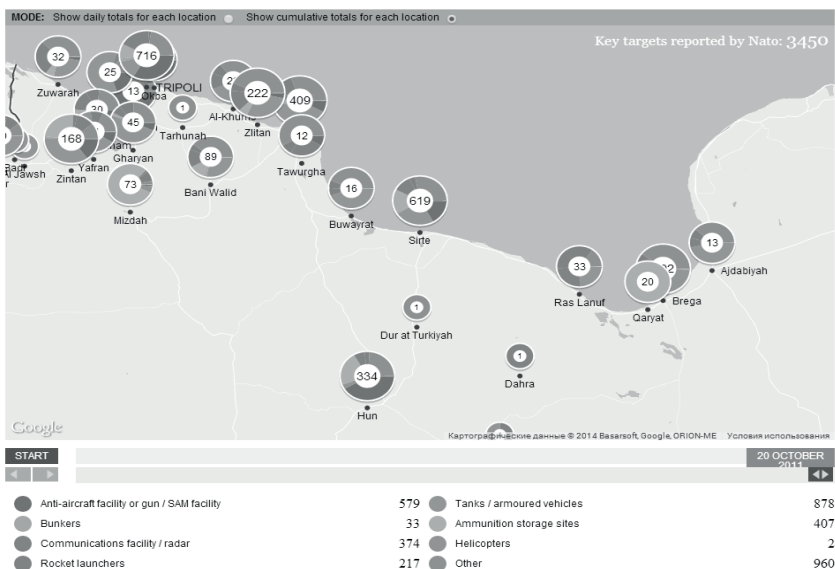 MODE: Show daily totals for each location Show cumulative totals for each location
Key targets reported by Nato: 3450
32
Zuwarah
716
25
13
TRIPOLI
Okba
30
45
Gharyan
1
Tarhunah
222
Zlitan
409
12
Tawurgha
168
Zintan
Yafran
Jawsh
73
Mizdah
89
Bani Walid
16
Buwayrat
619
Sirte
33
Ras Lanuf
20
Qaryat
Brega
13
Ajdabiyah
1
Dur at Turkiyah
1
Dahra
334
Hun
Google
Картографические данные © 2014 Basarsoft, Google, ORION-ME Условия использования
START
20 OCTOBER
2011
Anti-aircraft facility or gun / SAM facility 579
Tanks / armoured vehicles 878
Bunkers 33
Ammunition storage sites 407
Communications facility / radar 374
Helicopters 2
Rocket launchers 217
Other 960